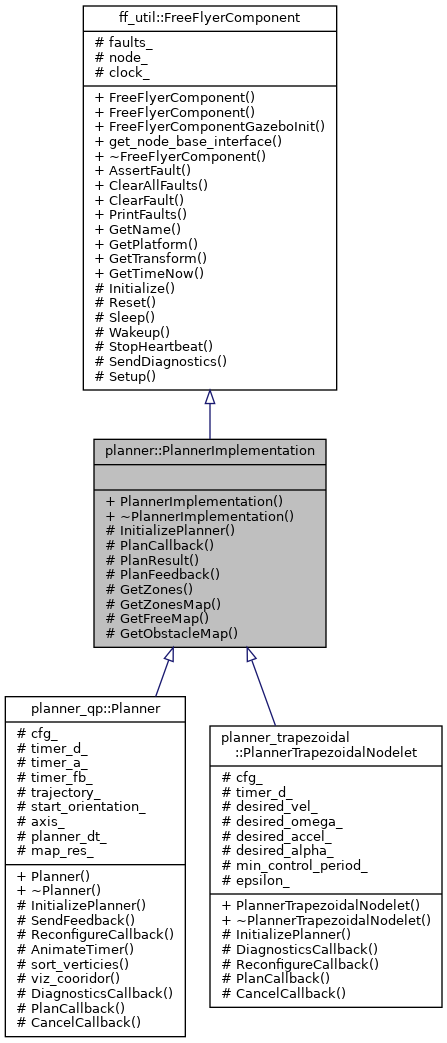 ff_util::FreeFlyerComponent
# faults_
# node_
# clock_
+ FreeFlyerComponent()
+ FreeFlyerComponent()
+ FreeFlyerComponentGazeboInit()
+ get_node_base_interface()
+ ~FreeFlyerComponent()
+ AssertFault()
+ ClearAllFaults()
+ ClearFault()
+ PrintFaults()
+ GetName()
+ GetPlatform()
+ GetTransform()
+ GetTimeNow()
# Initialize()
# Reset()
# Sleep()
# Wakeup()
# StopHeartbeat()
# SendDiagnostics()
# Setup()
planner::PlannerImplementation
+ PlannerImplementation()
+ ~PlannerImplementation()
# InitializePlanner()
# PlanCallback()
# PlanResult()
# PlanFeedback()
# GetZones()
# GetZonesMap()
# GetFreeMap()
# GetObstacleMap()
planner_qp::Planner
# cfg_
# timer_d_
# timer_a_
# timer_fb_
# trajectory_
# start_orientation_
# axis_
# planner_dt_
# map_res_
+ Planner()
+ ~Planner()
# InitializePlanner()
# SendFeedback()
# ReconfigureCallback()
# AnimateTimer()
# sort_verticies()
# viz_cooridor()
# DiagnosticsCallback()
# PlanCallback()
# CancelCallback()
planner_trapezoidal
::PlannerTrapezoidalNodelet
# cfg_
# timer_d_
# desired_vel_
# desired_omega_
# desired_accel_
# desired_alpha_
# min_control_period_
# epsilon_
+ PlannerTrapezoidalNodelet()
+ ~PlannerTrapezoidalNodelet()
# InitializePlanner()
# DiagnosticsCallback()
# ReconfigureCallback()
# PlanCallback()
# CancelCallback()